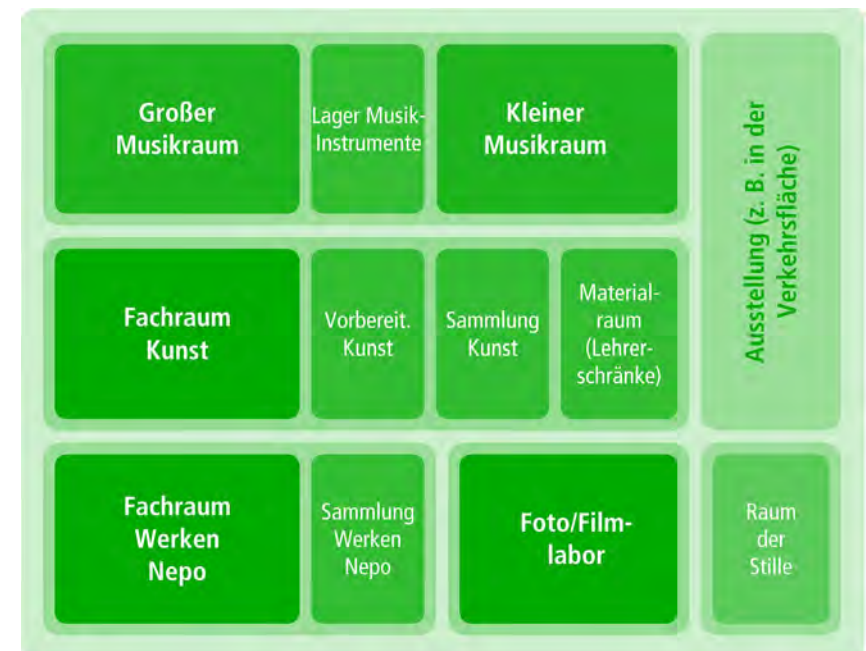 Großer
Musikraum
Lager Musik-
Instrumente
Kleiner
Musikraum
Ausstellung (z. B. in der
Verkehrsfläche)
Fachraum
Kunst
Vorbereit.
Kunst
Sammlung
Kunst
Material-
raum
(Lehrer-
schränke)
Fachraum
Werken
Nepo
Sammlung
Werken
Nepo
Foto/Film-
labor
Raum
der
Stille